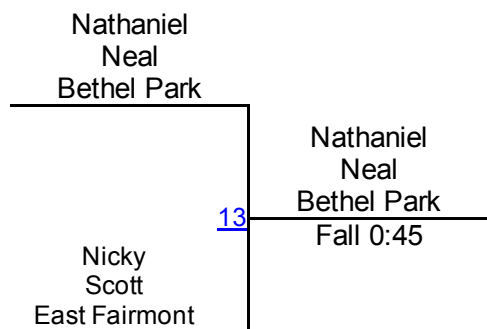 Nathaniel
Neal
Bethel Park
Nathaniel
Neal
Bethel Park
13
Fall 0:45
Nicky
Scott
East Fairmont